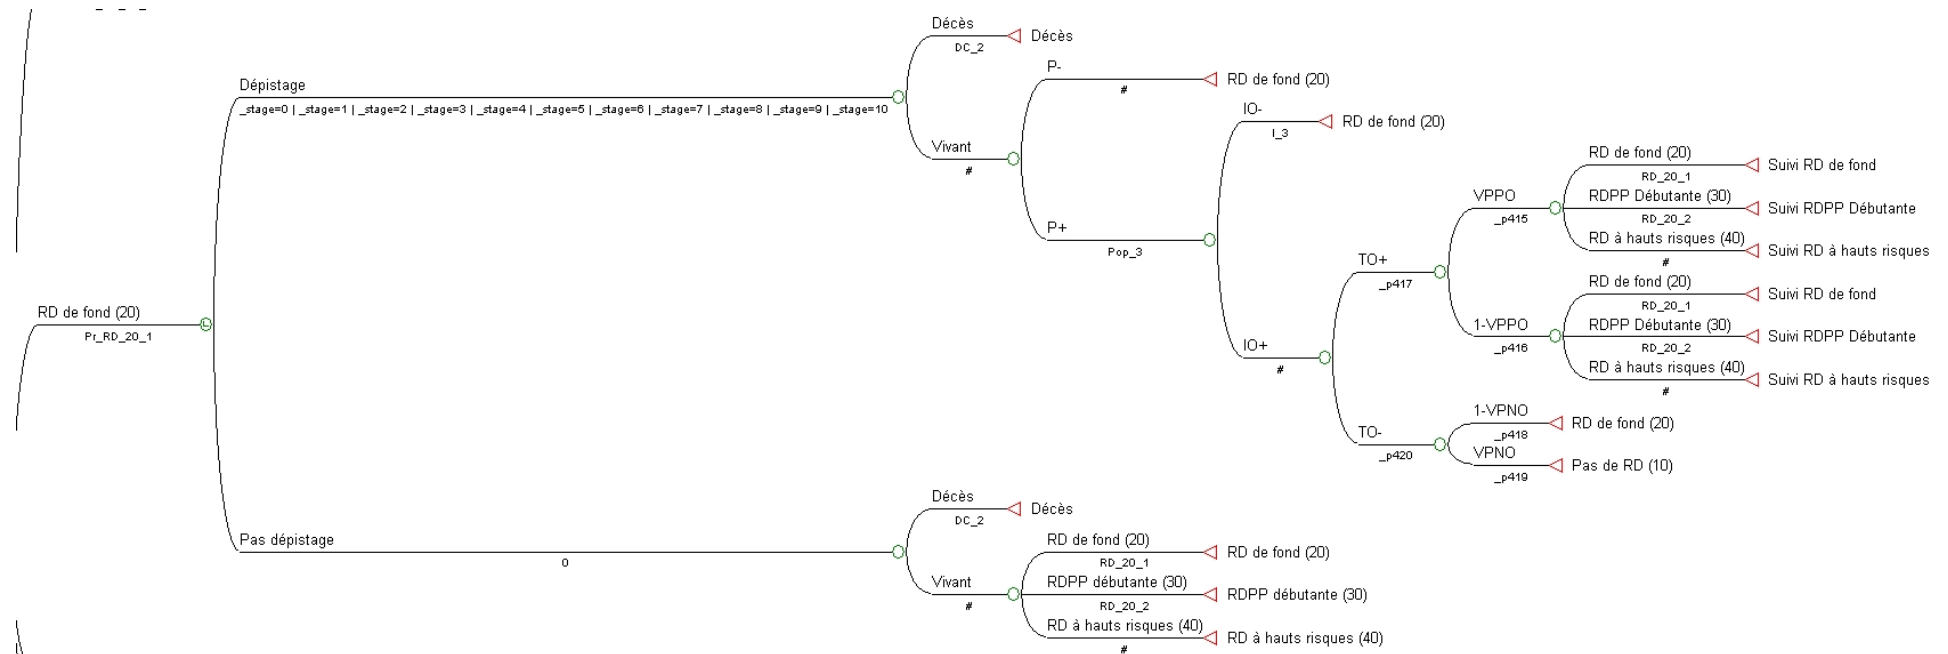 Décès
DC_2
Décès
P-
#
RD de fond (20)
Dépistage
_stage=0 | _stage=1 | _stage=2 | _stage=3 | _stage=4 | _stage=5 | _stage=6 | _stage=7 | _stage=8 | _stage=9 | _stage=10
IO-
I_3
RD de fond (20)
Vivant
#
RD de fond (20)
RD_20_1
Suivi RD de fond
VPPO
_p415
RDPP Débutante (30)
RD_20_2
Suivi RDPP Débutante
P+
Pop_3
RD à hauts risques (40)
#
Suivi RD à hauts risques
TO+
_p417
RD de fond (20)
RD_20_1
Suivi RD de fond
RD de fond (20)
Pr_RD_20_1
1-VPPO
_p416
RDPP Débutante (30)
RD_20_2
Suivi RDPP Débutante
IO+
#
RD à hauts risques (40)
#
Suivi RD à hauts risques
1-VPNO
_p418
RD de fond (20)
TO-
_p420
VPNO
_p419
Pas de RD (10)
Décès
DC_2
Décès
Pas dépistage
0
RD de fond (20)
RD_20_1
RD de fond (20)
Vivant
#
RDPP débutante (30)
RD_20_2
RDPP débutante (30)
RD à hauts risques (40)
#
RD à hauts risques (40)